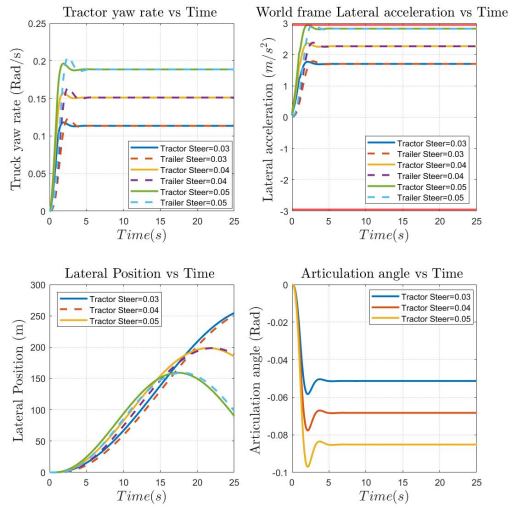 Tractor yaw rate vs Time
Truck yaw rate (Rad/s)
0.25
0.2
0.15
0.1
0.05
0
Tractor Steer=0.03
Trailer Steer=0.03
Tractor Steer=0.04
Trailer Steer=0.04
Tractor Steer=0.05
Trailer Steer=0.05
0 5 10 15 20 25
Time(s)
World frame Lateral acceleration vs Time
Lateral acceleration (m/s²)
3
2
1
0
-1
-2
-3
Tractor Steer=0.03
Trailer Steer=0.03
Tractor Steer=0.04
Trailer Steer=0.04
Tractor Steer=0.05
Trailer Steer=0.05
0 5 10 15 20 25
Time(s)
Lateral Position vs Time
Lateral Position (m)
300
250
200
150
100
50
0
Tractor Steer=0.03
Tractor Steer=0.04
Tractor Steer=0.05
0 5 10 15 20 25
Time(s)
Articulation angle vs Time
Articulation angle (Rad)
0
-0.02
-0.04
-0.06
-0.08
-0.1
Tractor Steer=0.03
Tractor Steer=0.04
Tractor Steer=0.05
0 5 10 15 20 25
Time(s)